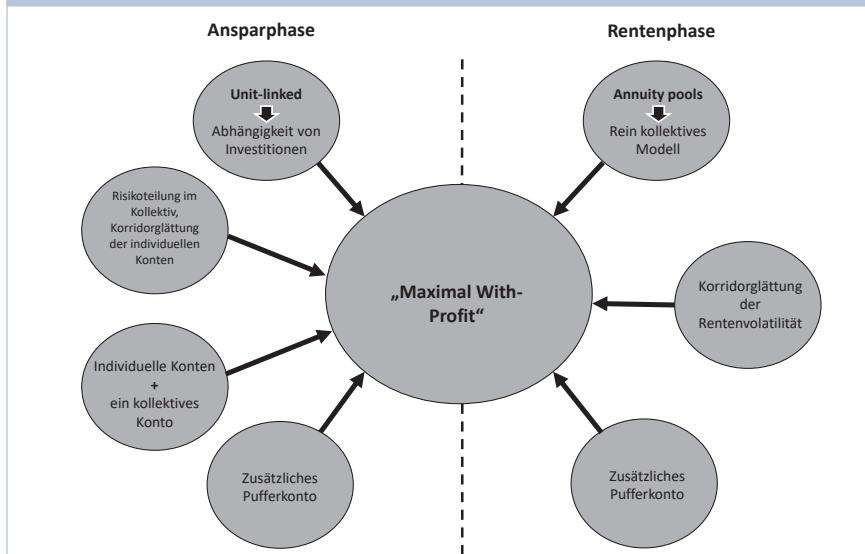 Ansparphase
Rentenphase
Unit-linked
Abhängigkeit von
Investitionen
Annuity pools
Rein kollektives
Modell
Risikoteilung im
Kollektiv,
Korridorglättung
der individuellen
Konten
„Maximal With-
Profit“
Korridorglättung
der
Rentenvolatilität
Individuelle Konten
+
ein kollektives
Konto
Zusätzliches
Pufferkonto
Zusätzliches
Pufferkonto